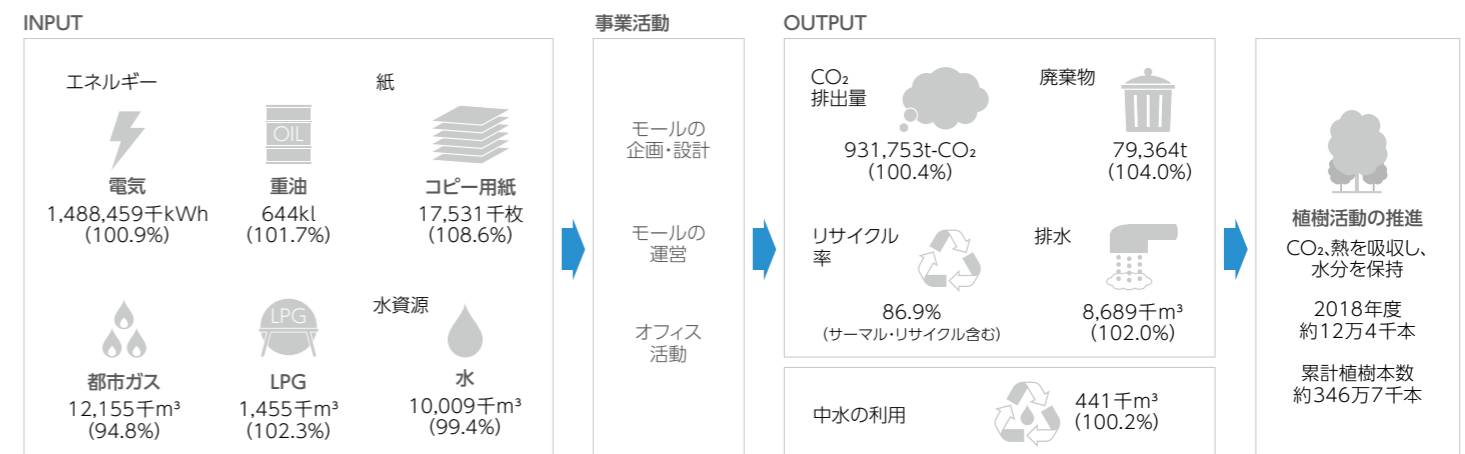 INPUT
エネルギー
電気
1,488,459千kWh
(100.9%)
OIL
重油
644kl
(101.7%)
紙
コピー用紙
17,531千枚
(108.6%)
都市ガス
12,155千m³
(94.8%)
LPG
LPG
1,455千m³
(102.3%)
水資源
水
10,009千m³
(99.4%)
事業活動
モールの
企画・設計
モールの
運営
オフィス
活動
OUTPUT
CO₂
排出量
931,753t-CO₂
(100.4%)
廃棄物
79,364t
(104.0%)
リサイクル
率
86.9%
(サーマル・リサイクル含む)
排水
8,689千m³
(102.0%)
中水の利用
441千m³
(100.2%)
植樹活動の推進
CO₂、熱を吸収し、
水分を保持
2018年度
約12万4千本
累計植樹本数
約346万7千本